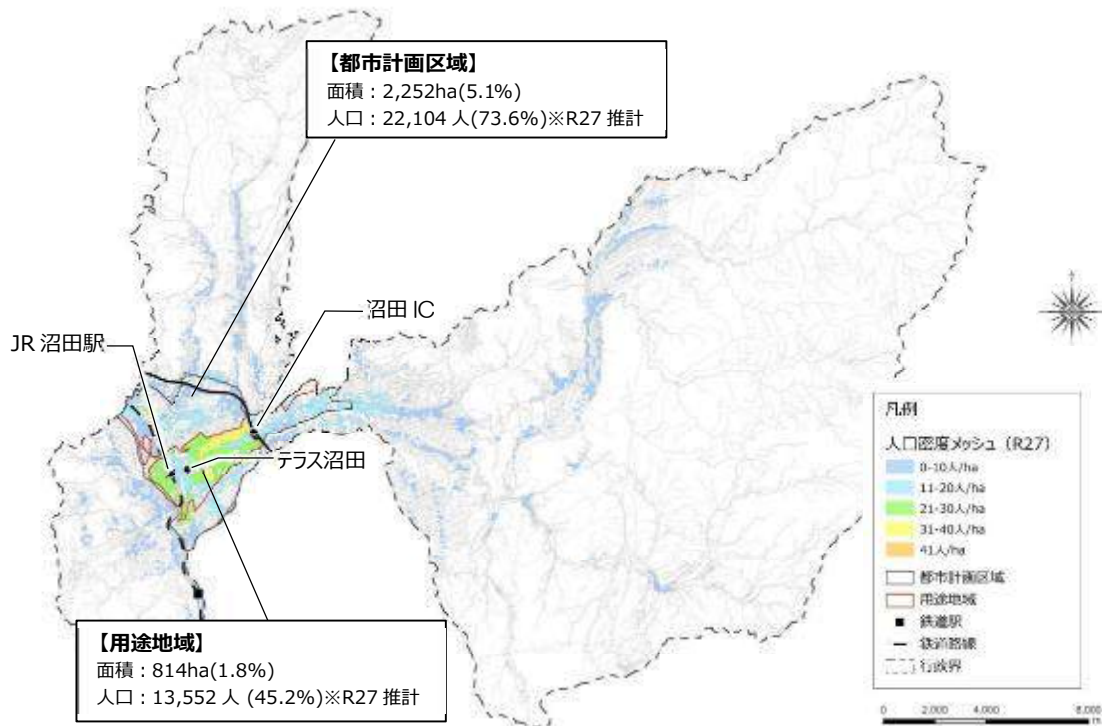 【都市計画区域】
面積：2,252ha(5.1%)
人口：22,104 人(73.6%)※R27 推計
沼田 IC
JR 沼田駅
テラス沼田
【用途地域】
面積：814ha(1.8%)
人口：13,552 人 (45.2%)※R27 推計
凡例
人口密度メッシュ（R27）
0-10人/ha
11-20人/ha
21-30人/ha
31-40人/ha
41人/ha
都市計画区域
用途地域
鉄道駅
鉄道路線
行政界
0 2,000 4,000 8,000
m